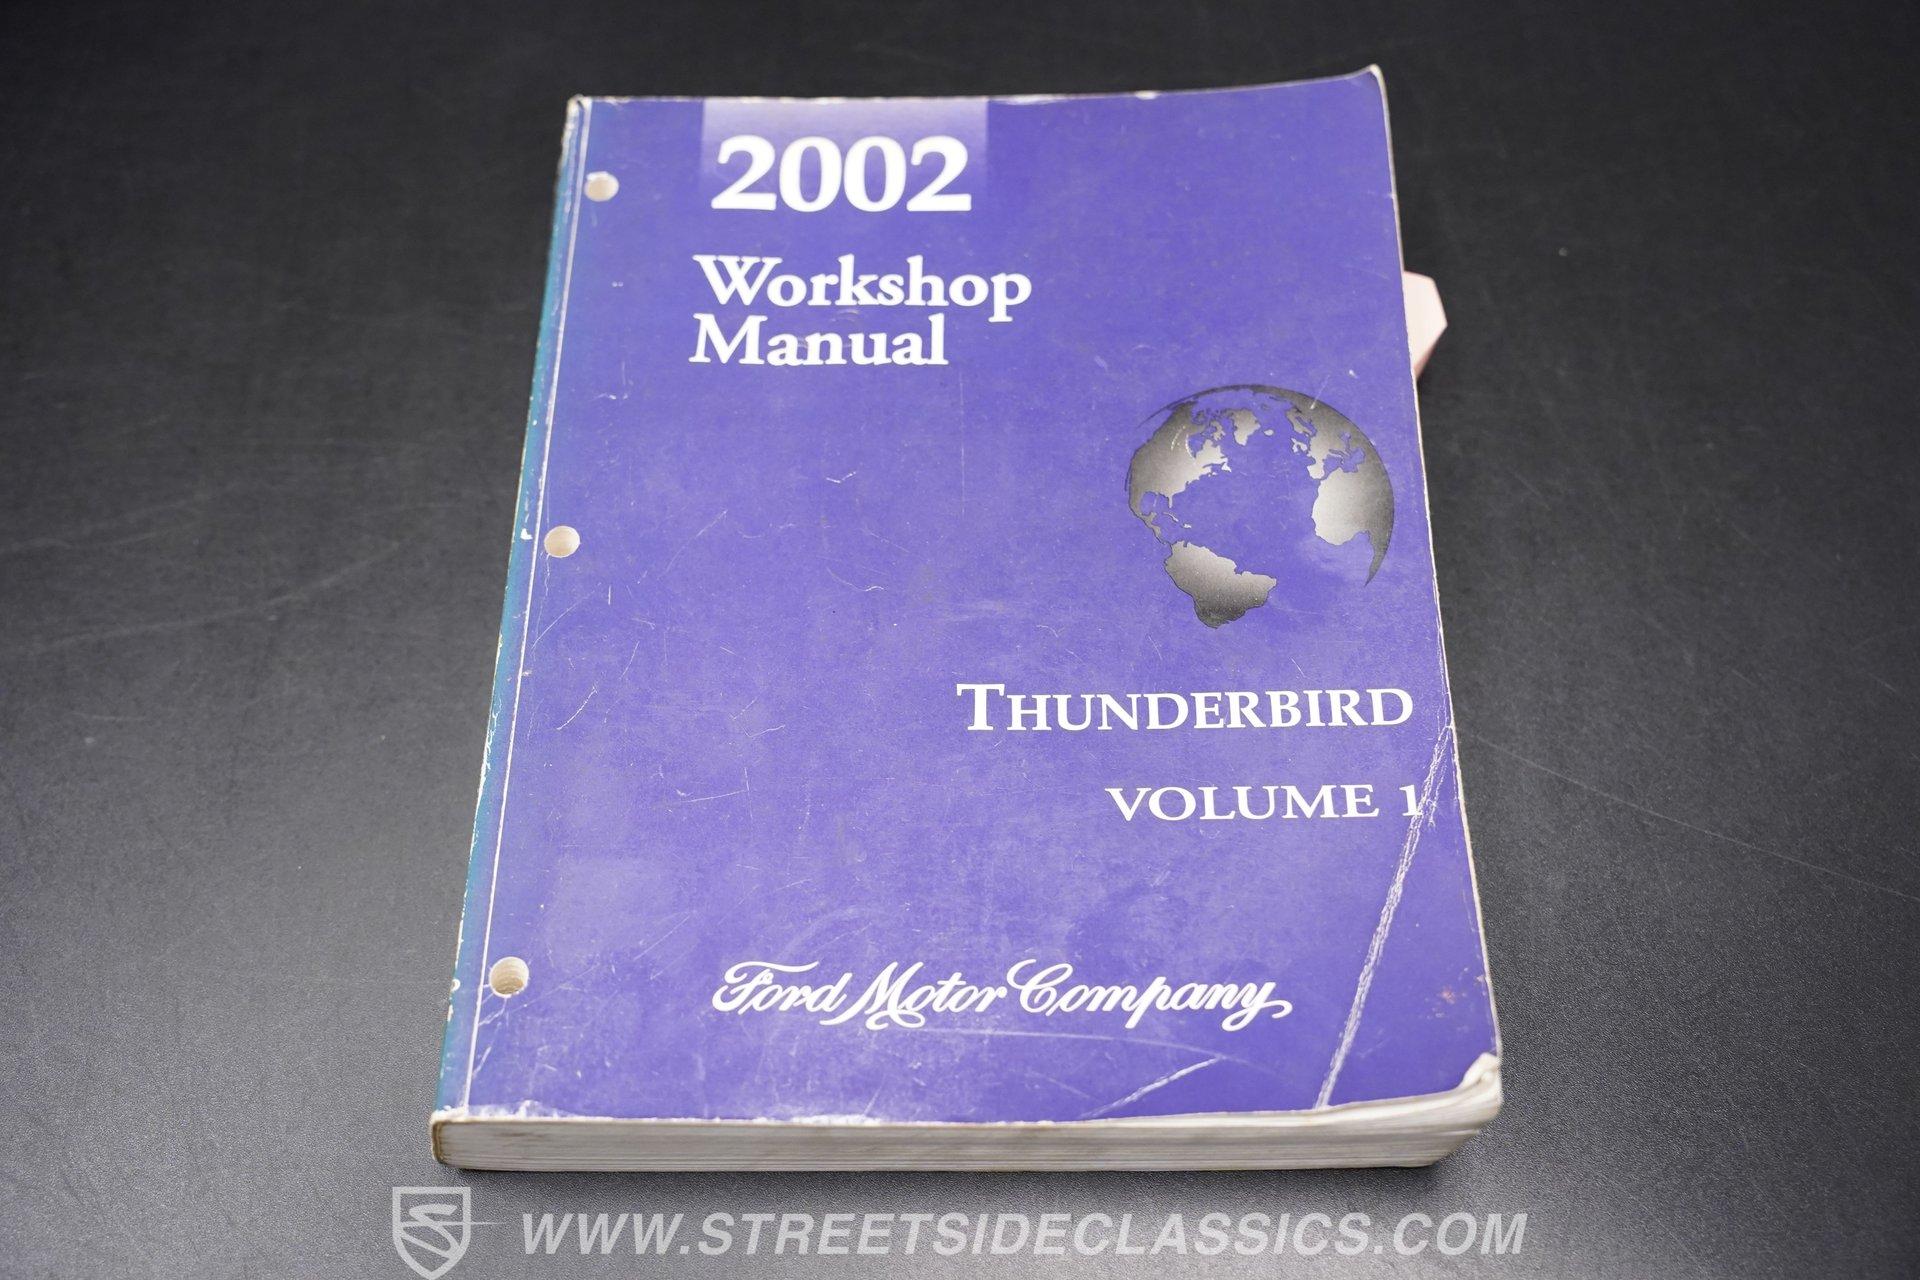 2002
Workshop
Manual
THUNDERBIRD
VOLUME 1
Ford Motor Company
WWW.STREETSIDECLASSICS.COM